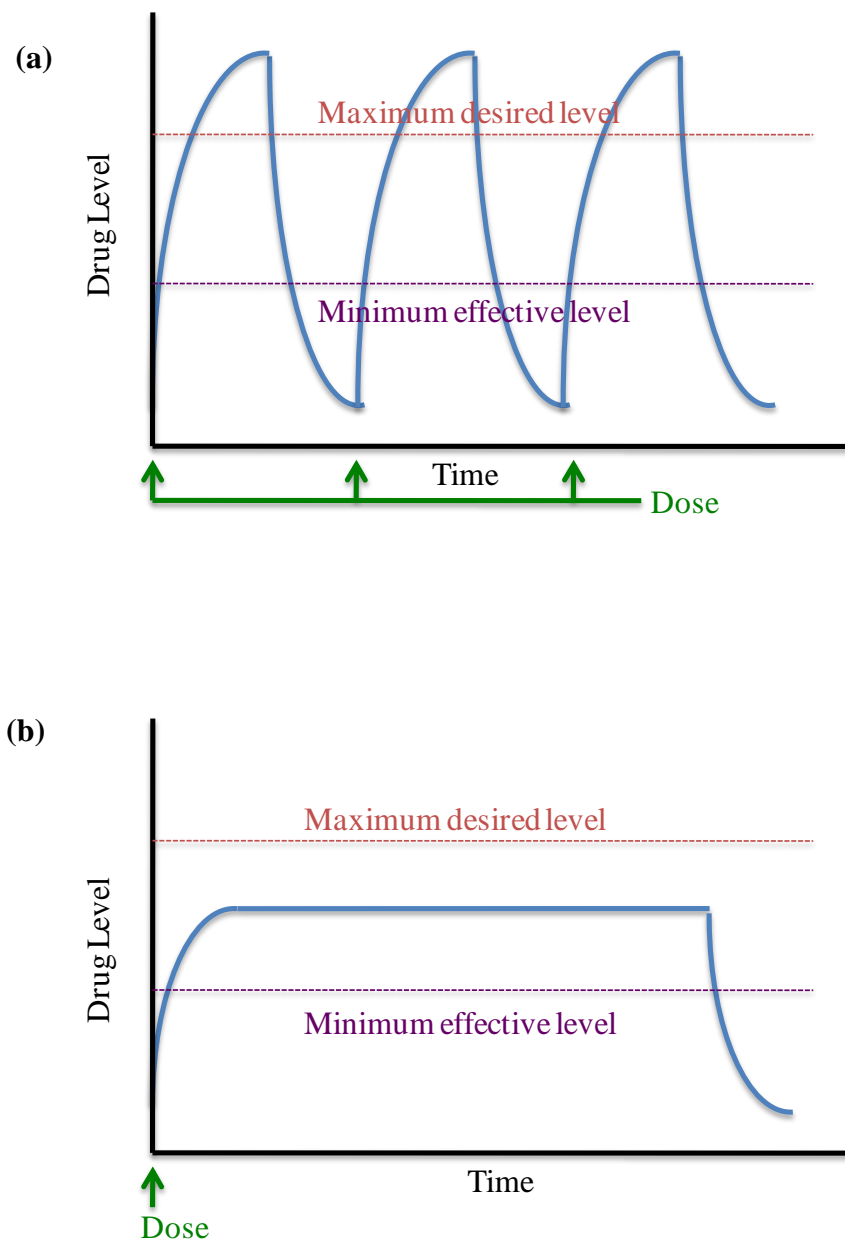 (a)
Maximum desired level
Drug Level
Minimum effective level
Time
Dose
(b)
Maximum desired level
Drug Level
Minimum effective level
Time
Dose